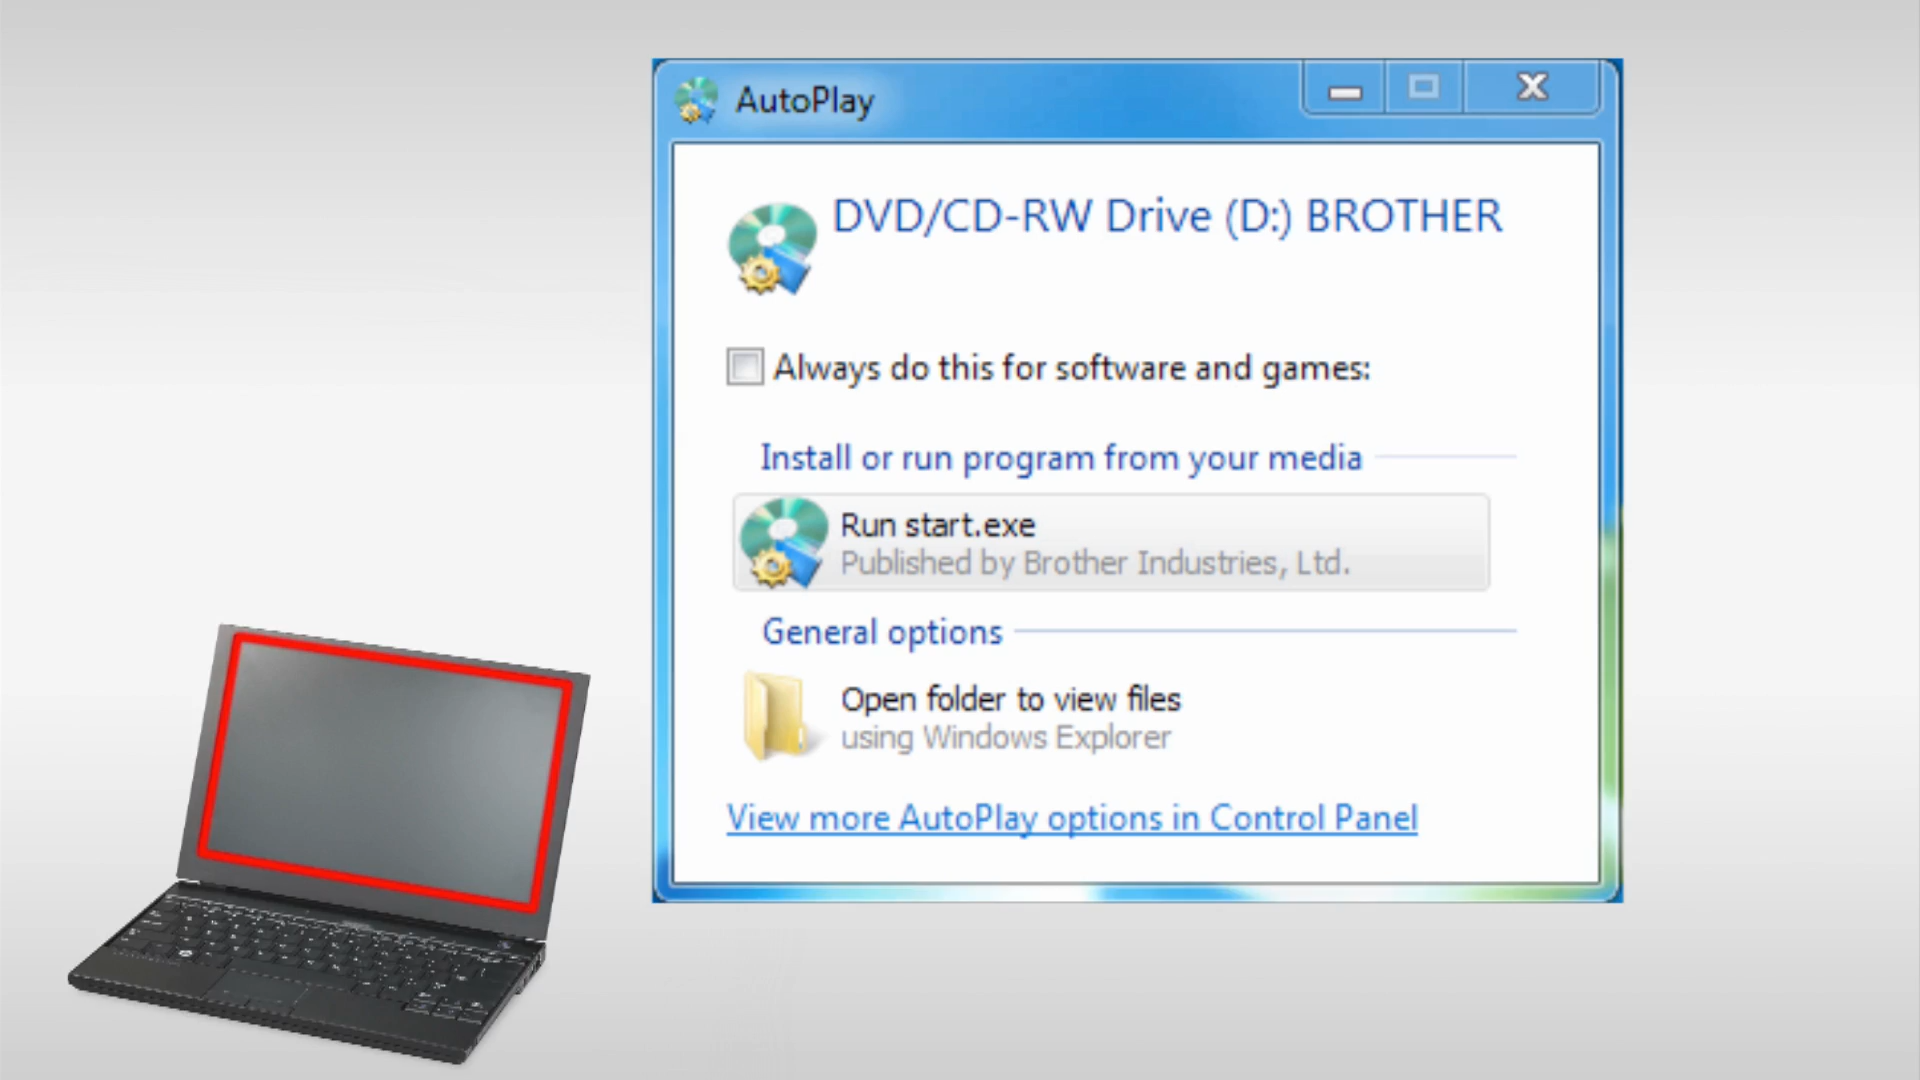 AutoPlay
DVD/CD-RW Drive (D:) BROTHER
Always do this for software and games:
Install or run program from your media
Run start.exe
Published by Brother Industries, Ltd.
General options
Open folder to view files
using Windows Explorer
View more AutoPlay options in Control Panel